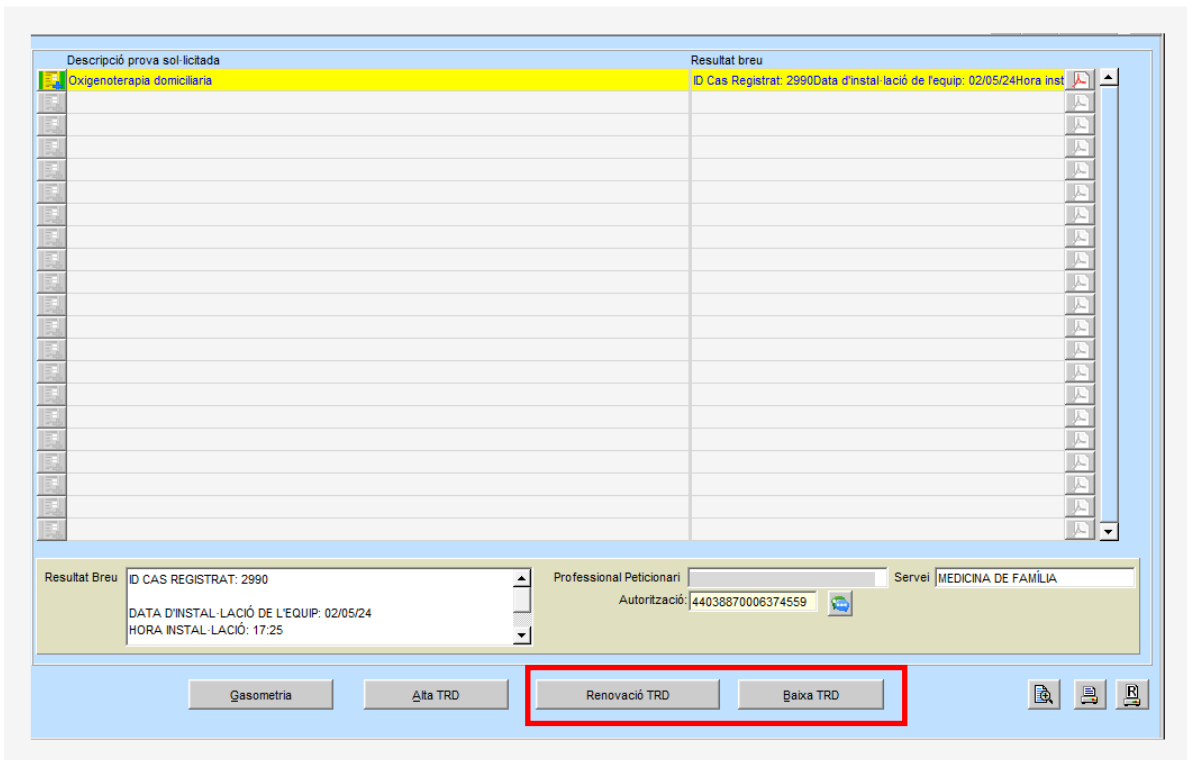 Descripció prova sol·licitada Resultat breu
Oxigenoterapia domiciliaria ID Cas Registrat: 2990Data d'instal·lació de l'equip: 02/05/24Hora inst
Resultat Breu ID CAS REGISTRAT: 2990 Professional Peticionari Servei MEDICINA DE FAMÍLIA
Autorització: 44038870006374559
DATA D'INSTAL·LACIÓ DE L'EQUIP: 02/05/24
HORA INSTAL·LACIÓ: 17:25
Gasometria Alta TRD Renovació TRD Baixa TRD R